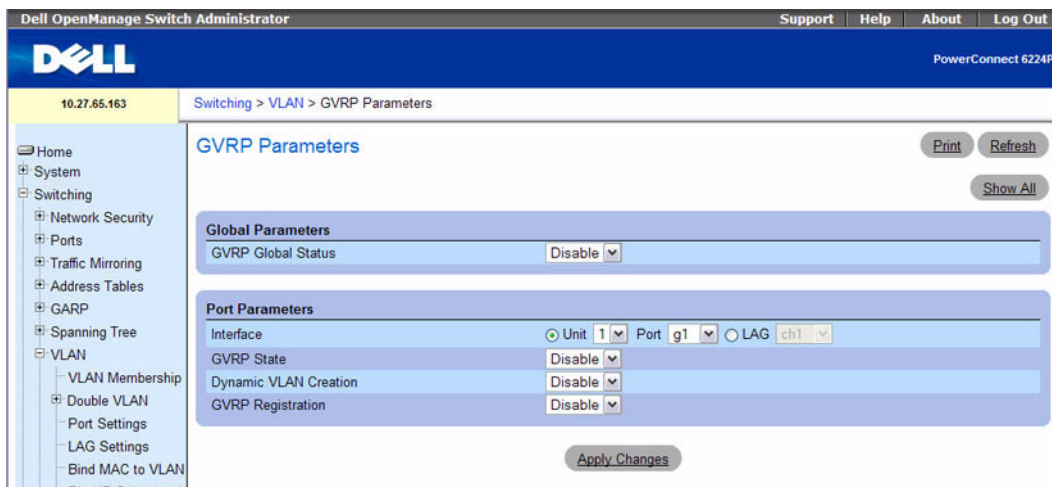 Dell OpenManage Switch Administrator Support Help About Log Out
DELL
PowerConnect 6224P
10.27.65.163
Switching > VLAN > GVRP Parameters
Home
System
Switching
Network Security
Ports
Traffic Mirroring
Address Tables
GARP
Spanning Tree
VLAN
VLAN Membership
Double VLAN
Port Settings
LAG Settings
Bind MAC to VLAN
GVRP Parameters
Print Refresh
Show All
Global Parameters
GVRP Global Status Disable
Port Parameters
Interface Unit 1 Port g1 LAG ch1
GVRP State Disable
Dynamic VLAN Creation Disable
GVRP Registration Disable
Apply Changes